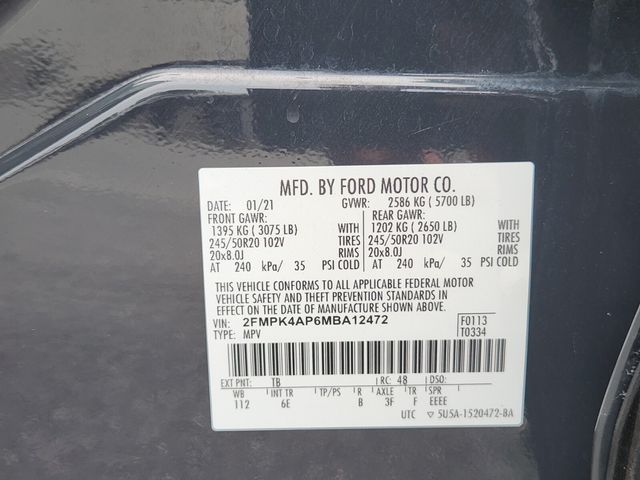 MFD. BY FORD MOTOR CO.
DATE: 01/21 GVWR: 2586 KG ( 5700 LB)
FRONT GAWR: REAR GAWR:
1395 KG ( 3075 LB) WITH 1202 KG ( 2650 LB) WITH
245/50R20 102V TIRES 245/50R20 102V TIRES
20x8.0J RIMS 20x8.0J RIMS
AT 240 kPa/ 35 PSI COLD AT 240 kPa/ 35 PSI COLD
THIS VEHICLE CONFORMS TO ALL APPLICABLE FEDERAL MOTOR
VEHICLE SAFETY AND THEFT PREVENTION STANDARDS IN
EFFECT ON THE DATE OF MANUFACTURE SHOWN ABOVE.
VIN: 2FMPK4AP6MBA12472 F0113
TYPE: MPV T0334
EXT PNT: TB RC: 48 DSO:
WB INT TR TP/PS R AXLE TR SPR
112 6E B 3F F EEEE
UTC ▽ 5U5A-1520472-BA